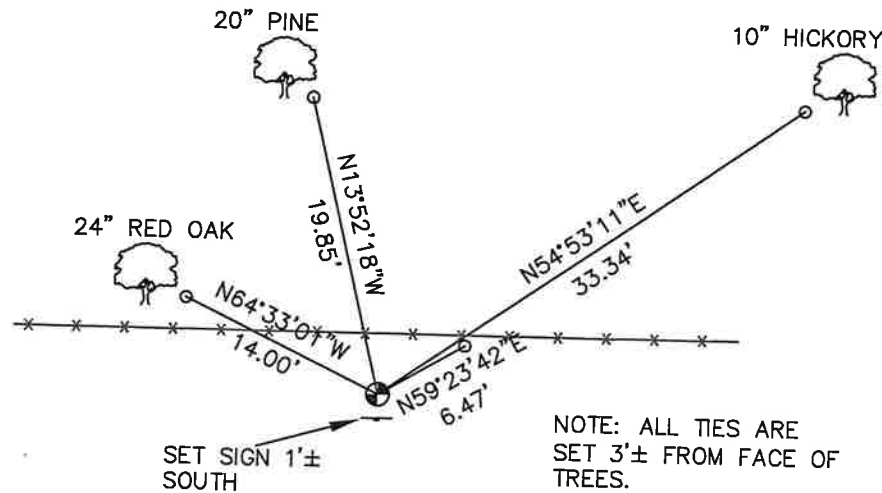 20" PINE
10" HICKORY
24" RED OAK
N13°52'18"W
19.85'
N54°53'11"E
33.34'
N64°33'01"W
14.00'
N59°23'42"E
6.47'
SET SIGN 1'±
SOUTH
NOTE: ALL TIES ARE
SET 3'± FROM FACE OF
TREES.